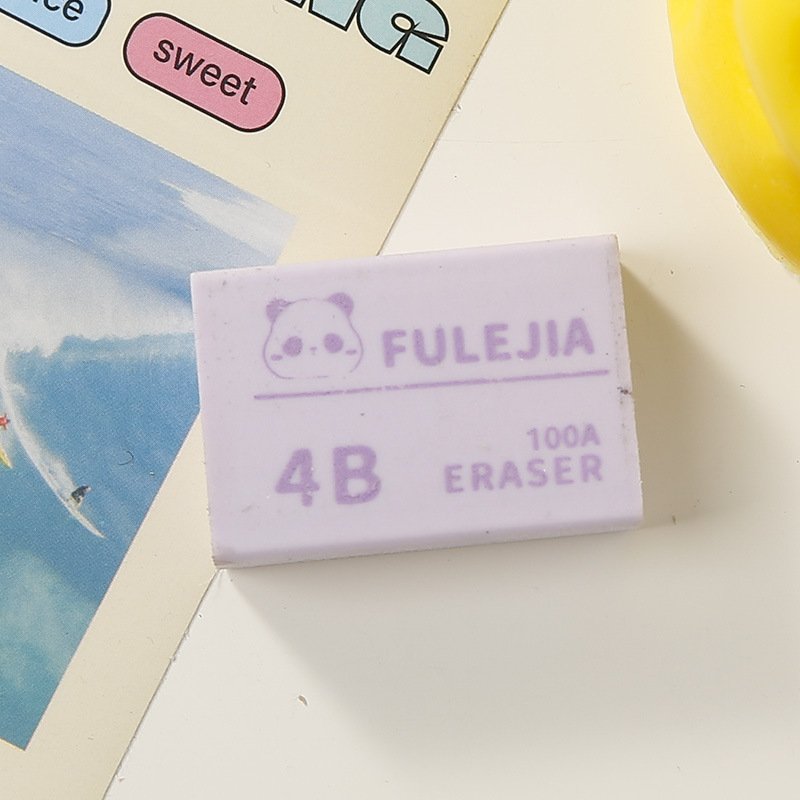 sweet
FULEJIA
4B
100A
ERASER